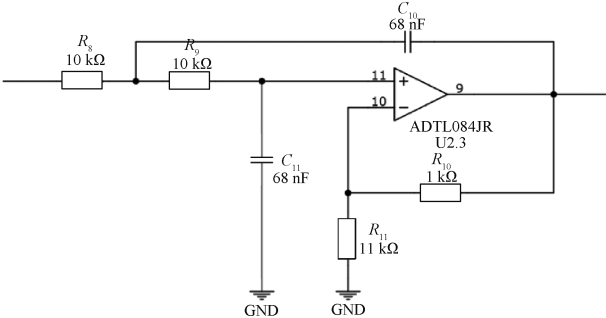 C10
68 nF
R8
10 kΩ
R9
10 kΩ
11
+
10
−
9
ADTL084JR
U2.3
R10
1 kΩ
C11
68 nF
R11
11 kΩ
GND
GND